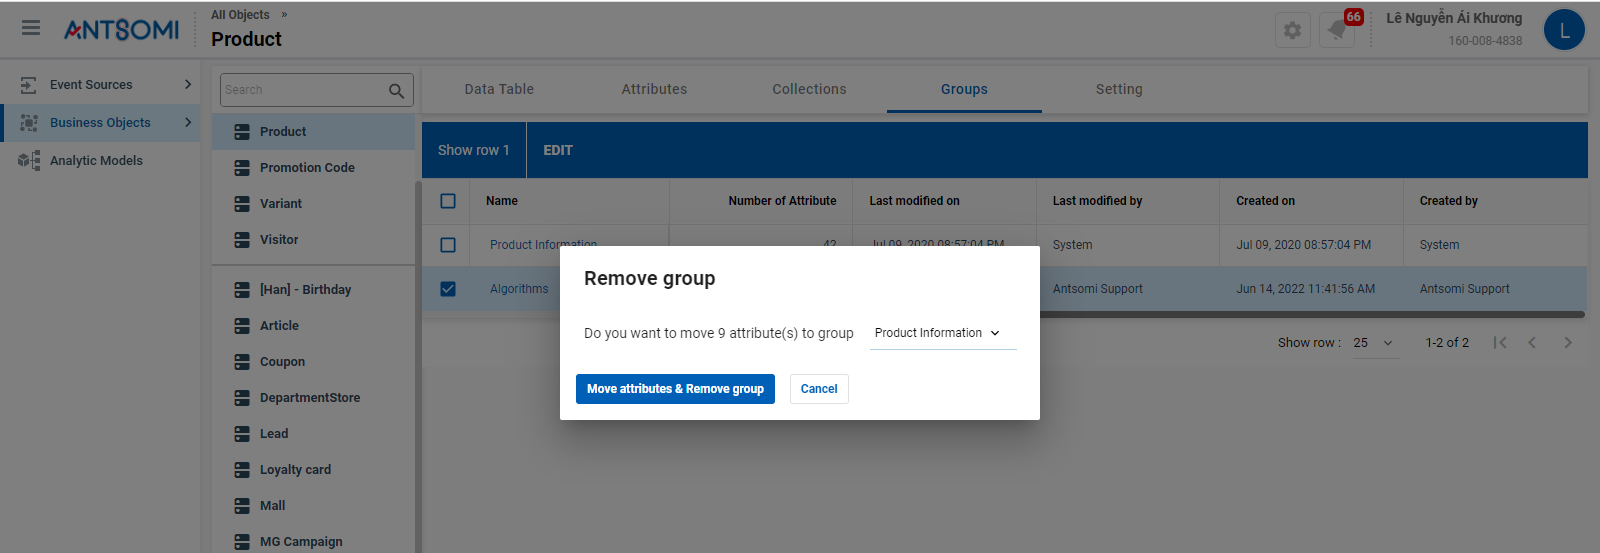 ANTSOMI
All Objects »
Product
66
Lê Nguyễn Ái Khương
160-008-4838
L
Event Sources
Business Objects
Analytic Models
Search
Product
Promotion Code
Variant
Visitor
[Han] - Birthday
Article
Coupon
DepartmentStore
Lead
Loyalty card
Mall
MG Campaign
Data Table Attributes Collections Groups Setting
Show row 1 EDIT
Name Number of Attribute Last modified on Last modified by Created on Created by
Product Information 42 Jul 09, 2020 08:57:04 PM System Jul 09, 2020 08:57:04 PM System
Algorithms Antsomi Support Jun 14, 2022 11:41:56 AM Antsomi Support
Show row : 25 1-2 of 2
Remove group
Do you want to move 9 attribute(s) to group Product Information
Move attributes & Remove group Cancel